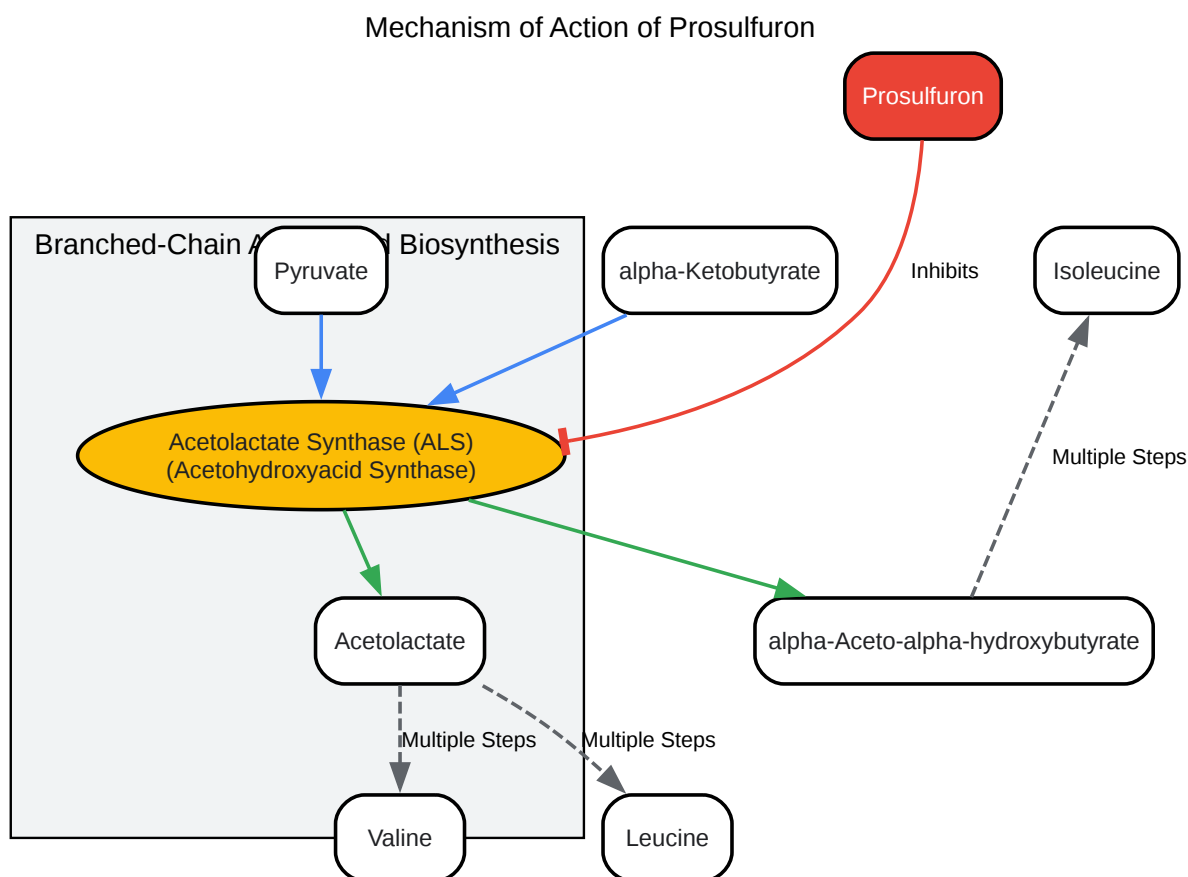 Mechanism of Action of Prosulfuron
Prosulfuron
Branched-Chain A d Biosynthesis
Pyruvate
alpha-Ketobutyrate
Inhibits
Isoleucine
Acetolactate Synthase (ALS)
(Acetohydroxyacid Synthase)
Multiple Steps
Acetolactate
alpha-Aceto-alpha-hydroxybutyrate
Multiple Steps
Multiple Steps
Valine
Leucine